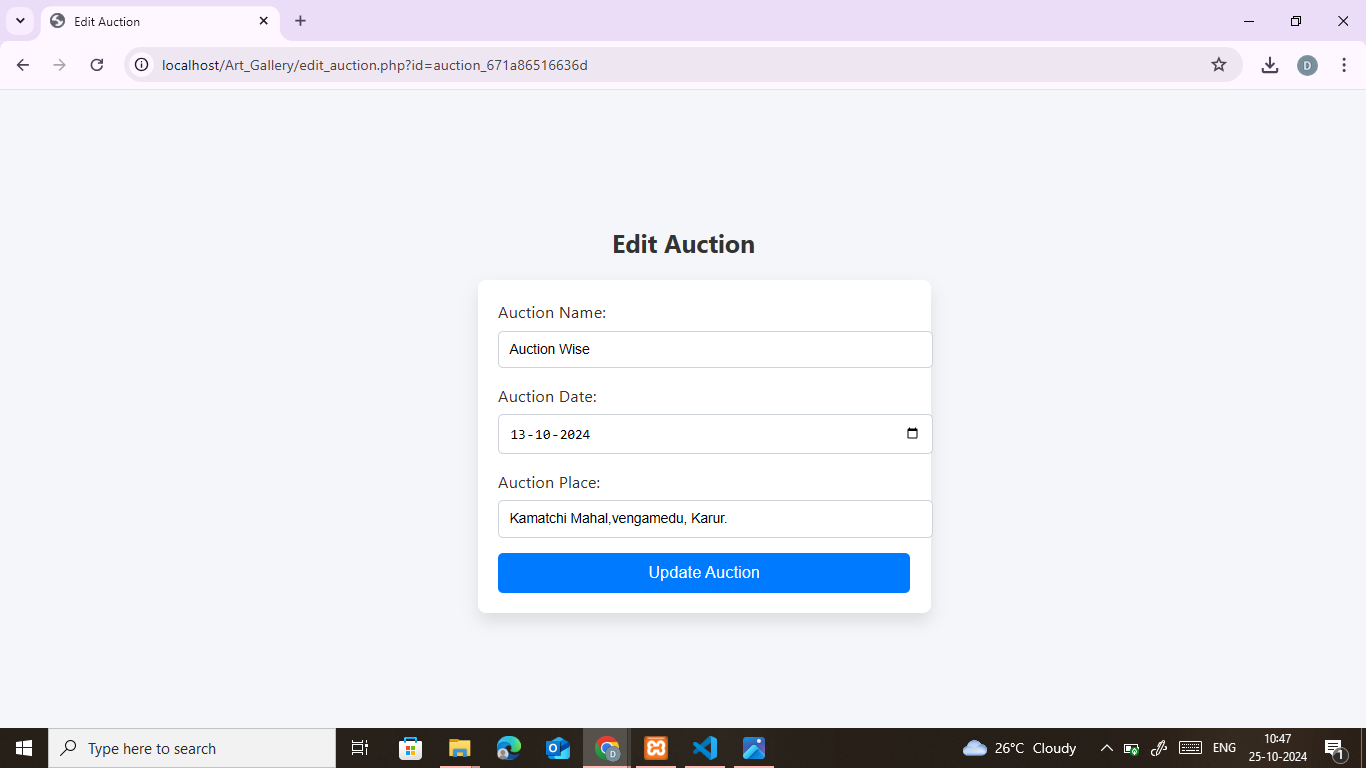 Edit Auction
localhost/Art_Gallery/edit_auction.php?id=auction_671a86516636d
D
Edit Auction
Auction Name:
Auction Wise
Auction Date:
13-10-2024
Auction Place:
Kamatchi Mahal,vengamedu, Karur.
Update Auction
Type here to search
D
26°C Cloudy
ENG
10:47
25-10-2024
1